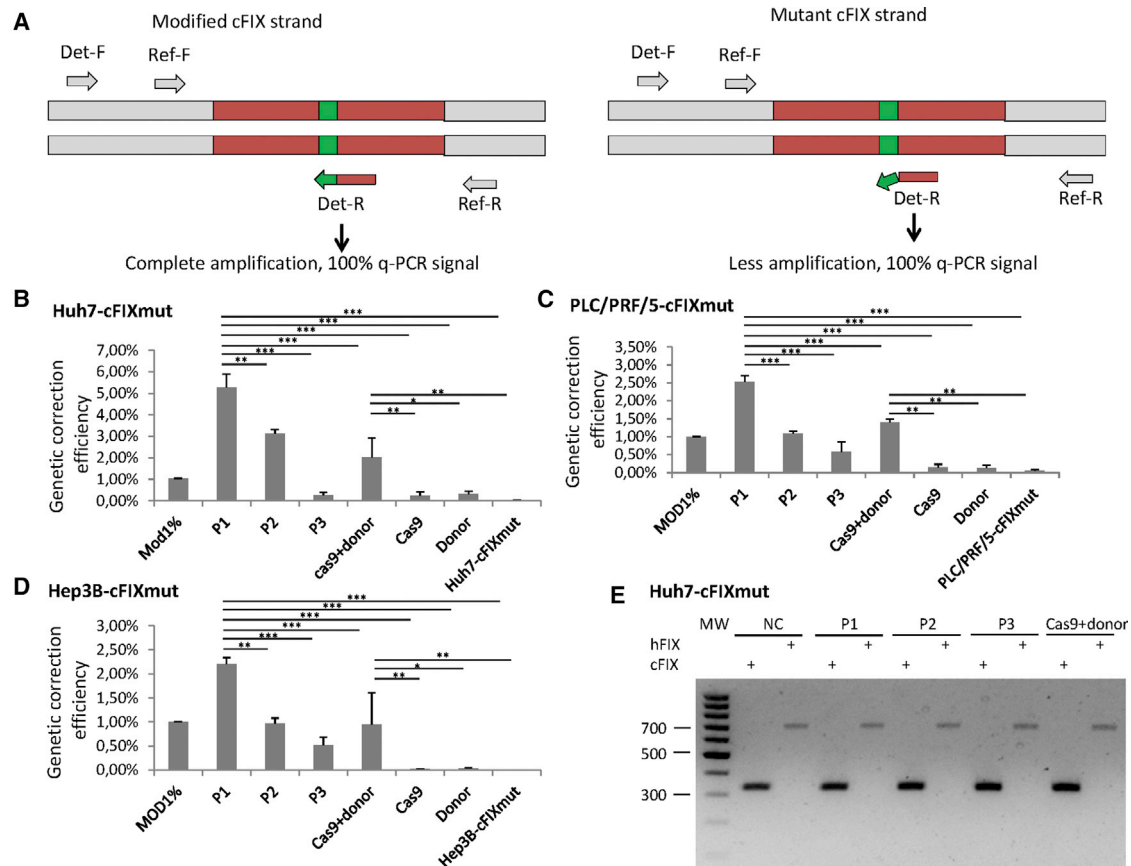 A
Modified cFIX strand
Mutant cFIX strand
Det-F
Ref-F
Det-F
Ref-F
Det-R
Ref-R
Det-R
Ref-R
Complete amplification, 100% q-PCR signal
Less amplification, 100% q-PCR signal
B
Huh7-cFIXmut
Genetic correction
efficiency
7,00%
6,00%
5,00%
4,00%
3,00%
2,00%
1,00%
0,00%
***
***
***
***
***
**
**
*
**
Mod1%
P1
P2
P3
cas9+donor
Cas9
Donor
Huh7-cFIXmut
C
PLC/PRF/5-cFIXmut
Genetic correction
efficiency
3,50%
3,00%
2,50%
2,00%
1,50%
1,00%
0,50%
0,00%
***
***
***
***
***
***
**
**
**
MOD1%
P1
P2
P3
Cas9+donor
Cas9
Donor
PLC/PRF/5-cFIXmut
D
Hep3B-cFIXmut
Genetic correction
efficiency
3,00%
2,50%
2,00%
1,50%
1,00%
0,50%
0,00%
***
***
***
***
***
**
**
*
**
MOD1%
P1
P2
P3
Cas9+donor
Cas9
Donor
Hep3B-cFIXmut
E
Huh7-cFIXmut
MW
NC
P1
P2
P3
Cas9+donor
hFIX
+
+
+
+
+
cFIX
+
+
+
+
+
700
500
300